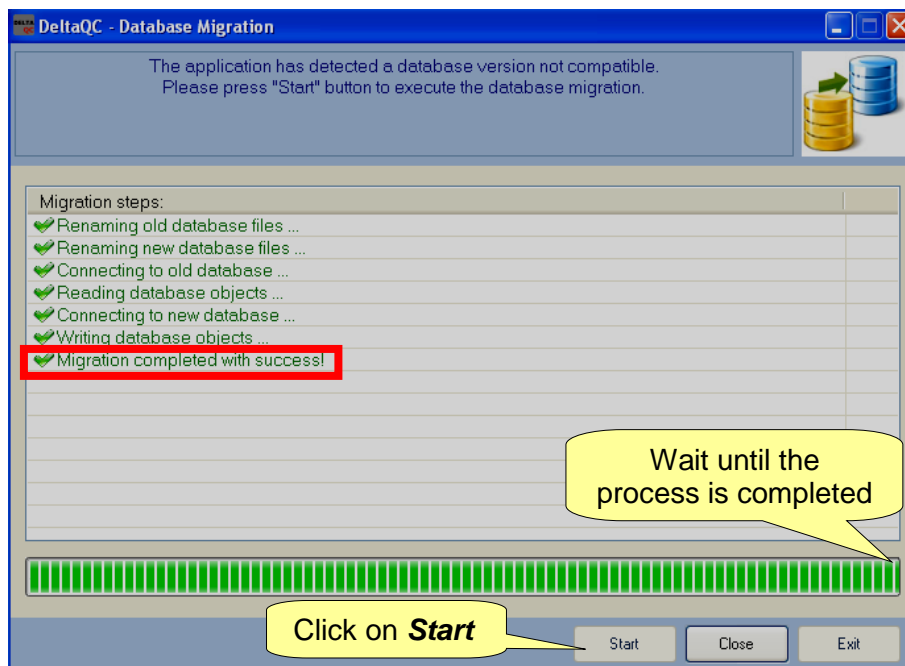 DELTA
QC
DeltaQC - Database Migration
The application has detected a database version not compatible.
Please press "Start" button to execute the database migration.
Migration steps:
Renaming old database files ...
Renaming new database files ...
Connecting to old database ...
Reading database objects ...
Connecting to new database ...
Writing database objects ...
Migration completed with success!
Wait until the
process is completed
Click on Start
Start
Close
Exit